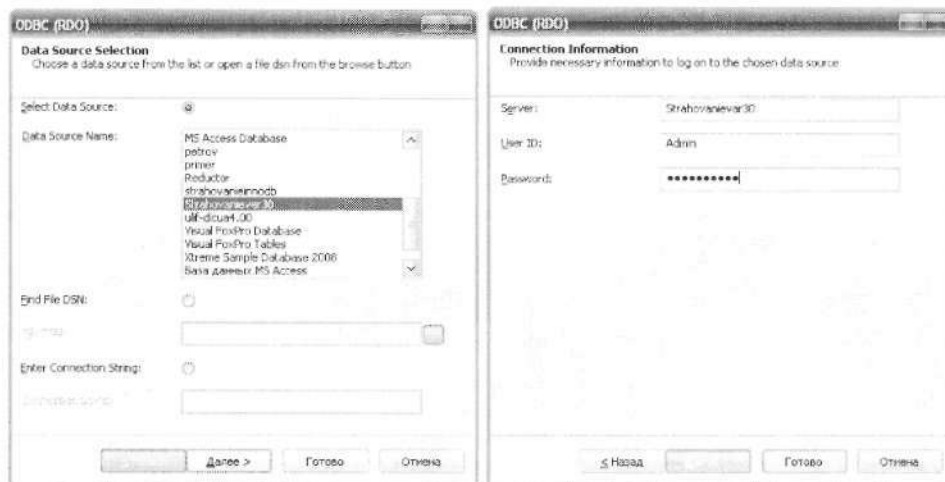 ODBC (RDO)
Data Source Selection
Choose a data source from the list or open a file dsn from the browse button
Select Data Source:
Data Source Name:
MS Access Database
petrov
primer
Reductor
strahovanieinnodb
Strahovaniever30
ulif-dicua4.00
Visual FoxPro Database
Visual FoxPro Tables
Xtreme Sample Database 2008
База данных MS Access
Find File DSN:
Enter Connection String:
Далее >
Готово
Отмена
ODBC (RDO)
Connection Information
Provide necessary information to log on to the chosen data source
Server:
Strahovanievar30
User ID:
Admin
Password:
••••••••••
< Назад
Готово
Отмена